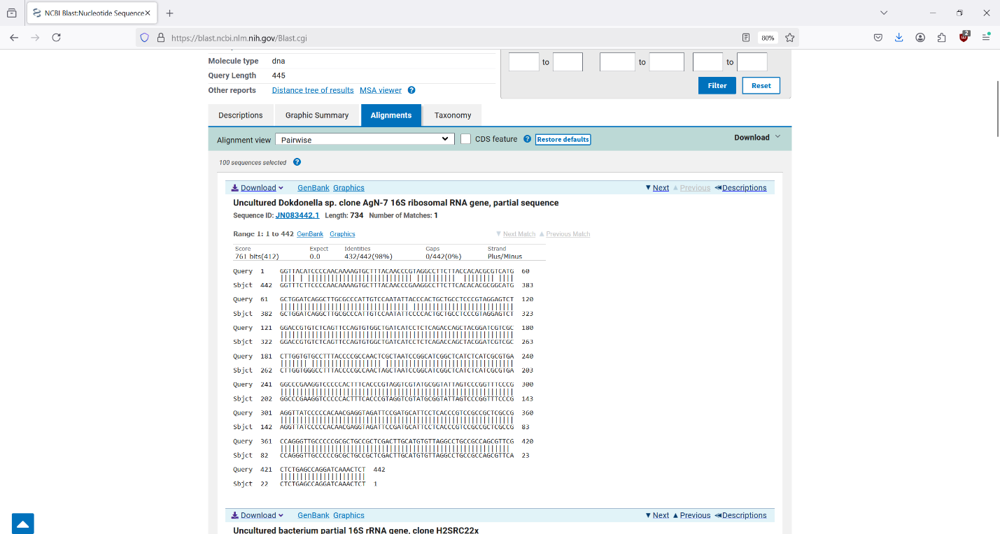 NCBI Blast:Nucleotide Sequence
https://blast.ncbi.nlm.nih.gov/Blast.cgi
80%
2
Molecule type dna
Query Length 445
Other reports Distance tree of results MSA viewer ?
to to to
Filter Reset
Descriptions Graphic Summary Alignments Taxonomy
Alignment view Pairwise CDS feature ? Restore defaults Download
100 sequences selected ?
Download GenBank Graphics Next Previous Descriptions
Uncultured Dokdonella sp. clone AgN-7 16S ribosomal RNA gene, partial sequence
Sequence ID: JN083442.1 Length: 734 Number of Matches: 1
Range 1: 1 to 442 GenBank Graphics Next Match Previous Match
Score Expect Identities Gaps Strand
761 bits(412) 0.0 432/442(98%) 0/442(0%) Plus/Minus
Query 1 GGTTACATCCCCAACAAAAGTGCTTTACAACCCGTAGGCCTTCTTACCACACGCGTCATG 60
Sbjct 442 GGTTTCTTCCCCAACAAAAGTGCTTTACAACCCGAAGGCCTTCTTCACACACGCGGCATG 383
Query 61 GCTGGATCAGGCTTGCGCCCATTGTCCAATATTACCCACTGCTGCCTCCCGTAGGAGTCT 120
Sbjct 382 GCTGGATCAGGCTTGCGCCCATTGTCCAATATTCCCCACTGCTGCCTCCCGTAGGAGTCT 323
Query 121 GGACCGTGTCTCAGTTCCAGTGTGGCTGATCATCCTCTCAGACCAGCTACGGATCGTCGC 180
Sbjct 322 GGACCGTGTCTCAGTTCCAGTGTGGCTGATCATCCTCTCAGACCAGCTACGGATCGTCGC 263
Query 181 CTTGGTGTGCCTTTACCCCGCCAACTCGCTAATCCGGCATCGGCTCATCTCATCGCGTGA 240
Sbjct 262 CTTGGTGGGCCTTTACCCCGCCAACTAGCTAATCCGGCATCGGCTCATCTCATCGCGTGA 203
Query 241 GGCCCGAAGGTCCCCCACTTTCACCCGTAGGTCGTATGCGGTATTAGTCCCGGTTTCCCG 300
Sbjct 202 GGCCCGAAGGTCCCCCACTTTCACCCGTAGGTCGTATGCGGTATTAGTCCCGGTTTCCCG 143
Query 301 AGGTTATCCCCCACAACGAGGTAGATTCCGATGCATTCCTCACCCGTCCGCCGCTCGCCG 360
Sbjct 142 AGGTTATCCCCCACAACGAGGTAGATTCCGATGCATTCCTCACCCGTCCGCCGCTCGCCG 83
Query 361 CCAGGGTTGCCCCCGCGCTGCCGCTCGACTTGCATGTGTTAGGCCTGCCGCCAGCGTTCG 420
Sbjct 82 CCAGGGTTGCCCCCGCGCTGCCGCTCGACTTGCATGTGTTAGGCCTGCCGCCAGCGTTCA 23
Query 421 CTCTGAGCCAGGATCAAACTCT 442
Sbjct 22 CTCTGAGCCAGGATCAAACTCT 1
Download GenBank Graphics Next Previous Descriptions
Uncultured bacterium partial 16S rRNA gene, clone H2SRC22x